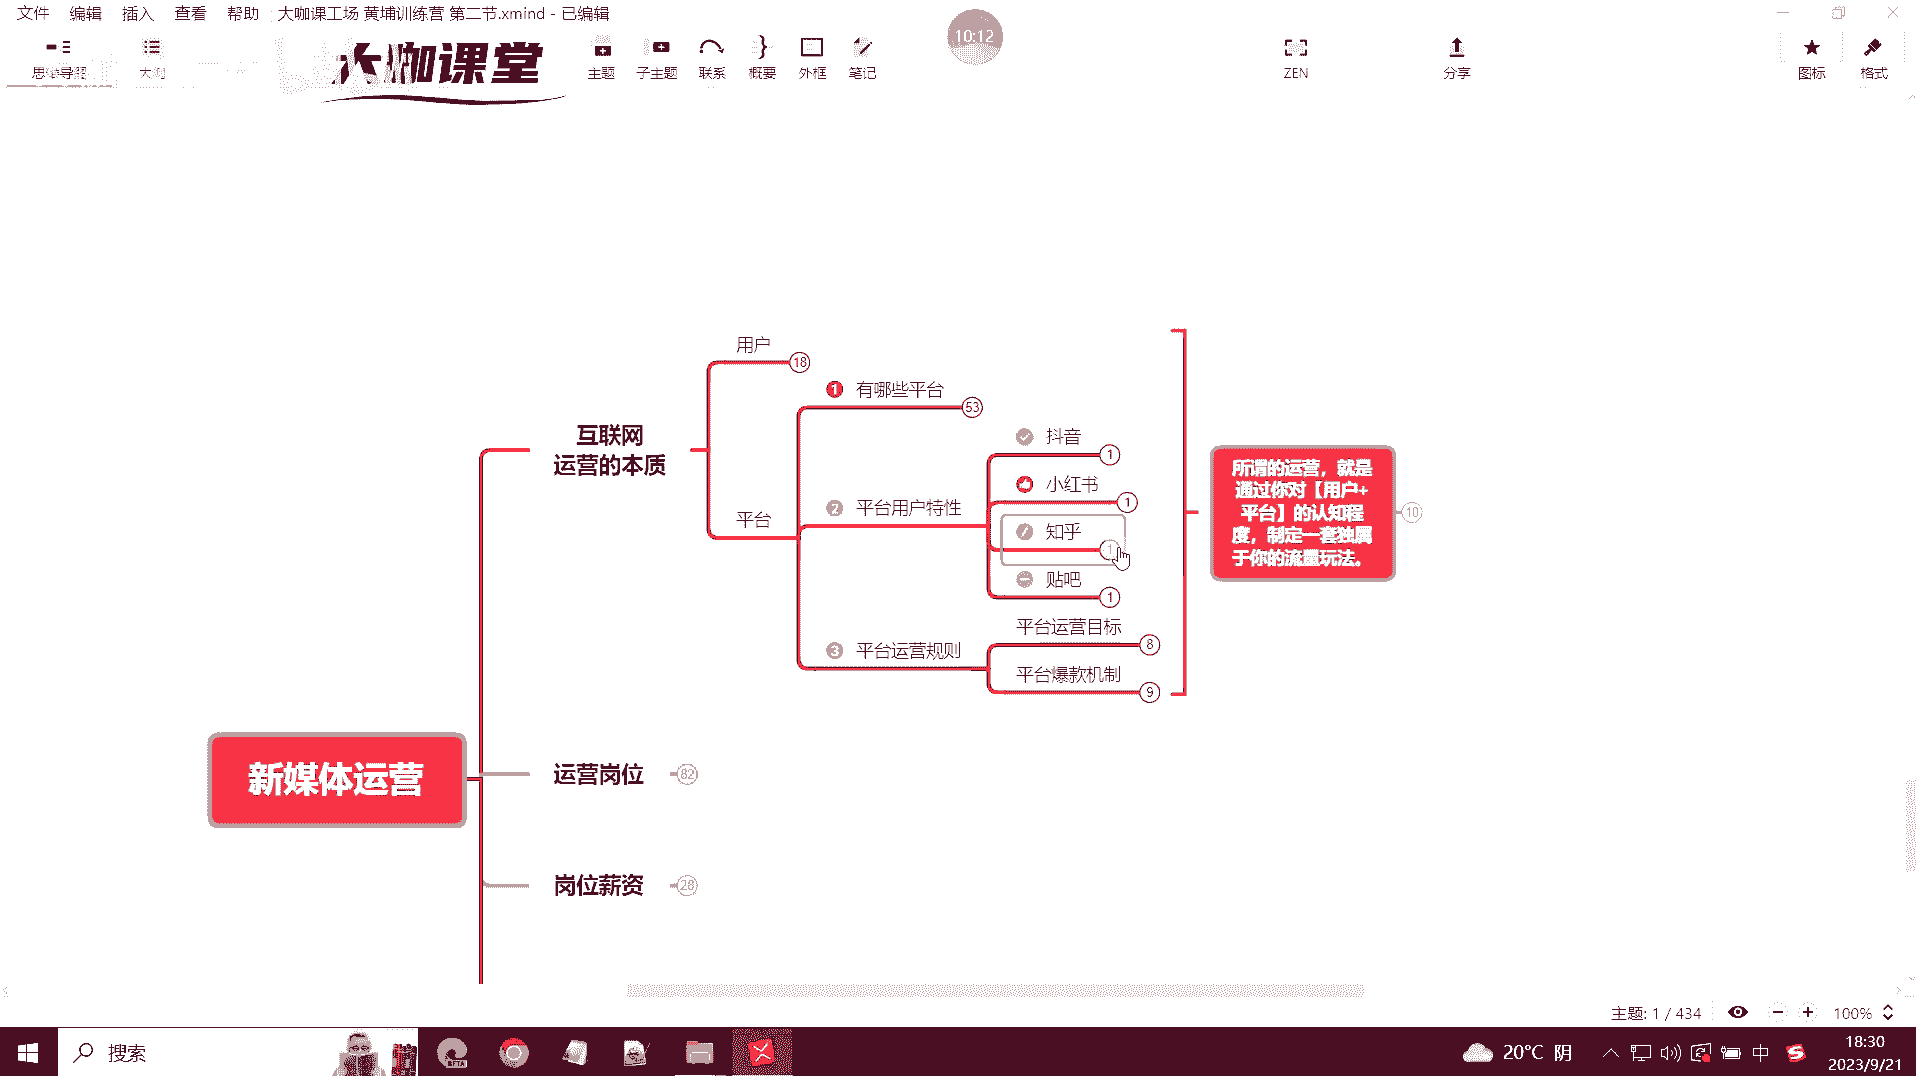 文件 编辑 插入 查看 帮助 大咖课工场 黄埔训练营 第二节.xmind - 已编辑
10:12
思维导图 大纲 大咖课堂 主题 子主题 联系 概要 外框 笔记 ZEN 分享 图标 格式
用户
18
1 有哪些平台
53
抖音
1
互联网
运营的本质
小红书
1
所谓的运营，就是
通过你对【用户+
平台】的认知程
度，制定一套独属
于你的流量玩法。
10
平台
2 平台用户特性
知乎
1
贴吧
1
平台运营目标
8
3 平台运营规则
平台爆款机制
9
新媒体运营
运营岗位 82
岗位薪资 28
主题: 1 / 434 100%
搜索
BETA
20°C 阴
中
18:30
2023/9/21